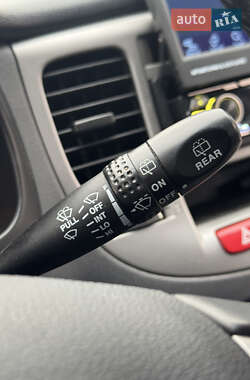 auto RIA
REAR
ON
OFF
OFF
PULL
INT
LO
HI